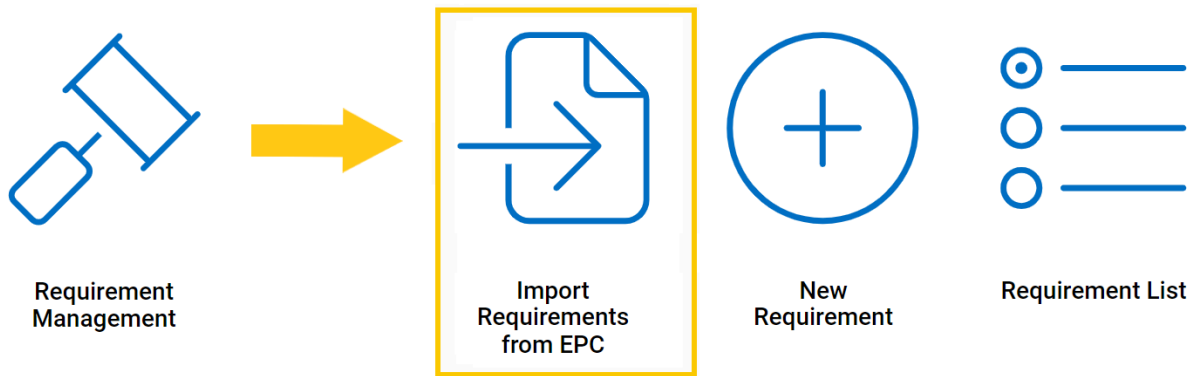 Requirement
Management
Import
Requirements
from EPC
New
Requirement
Requirement List